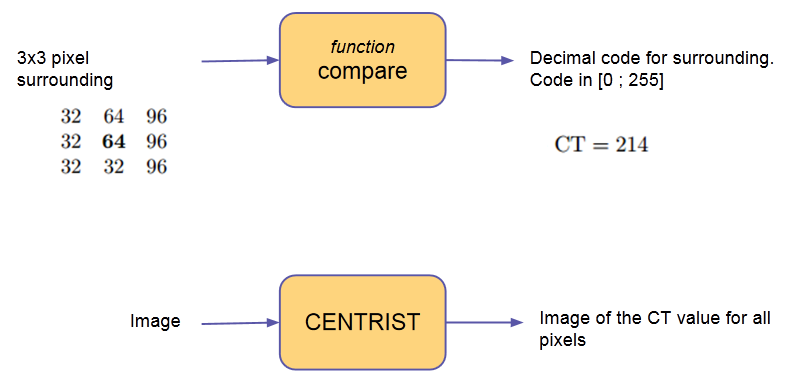 3x3 pixel
surrounding
32 64 96
32 64 96
32 32 96
function
compare
Decimal code for surrounding.
Code in [0 ; 255]
CT = 214
Image
CENTRIST
Image of the CT value for all
pixels